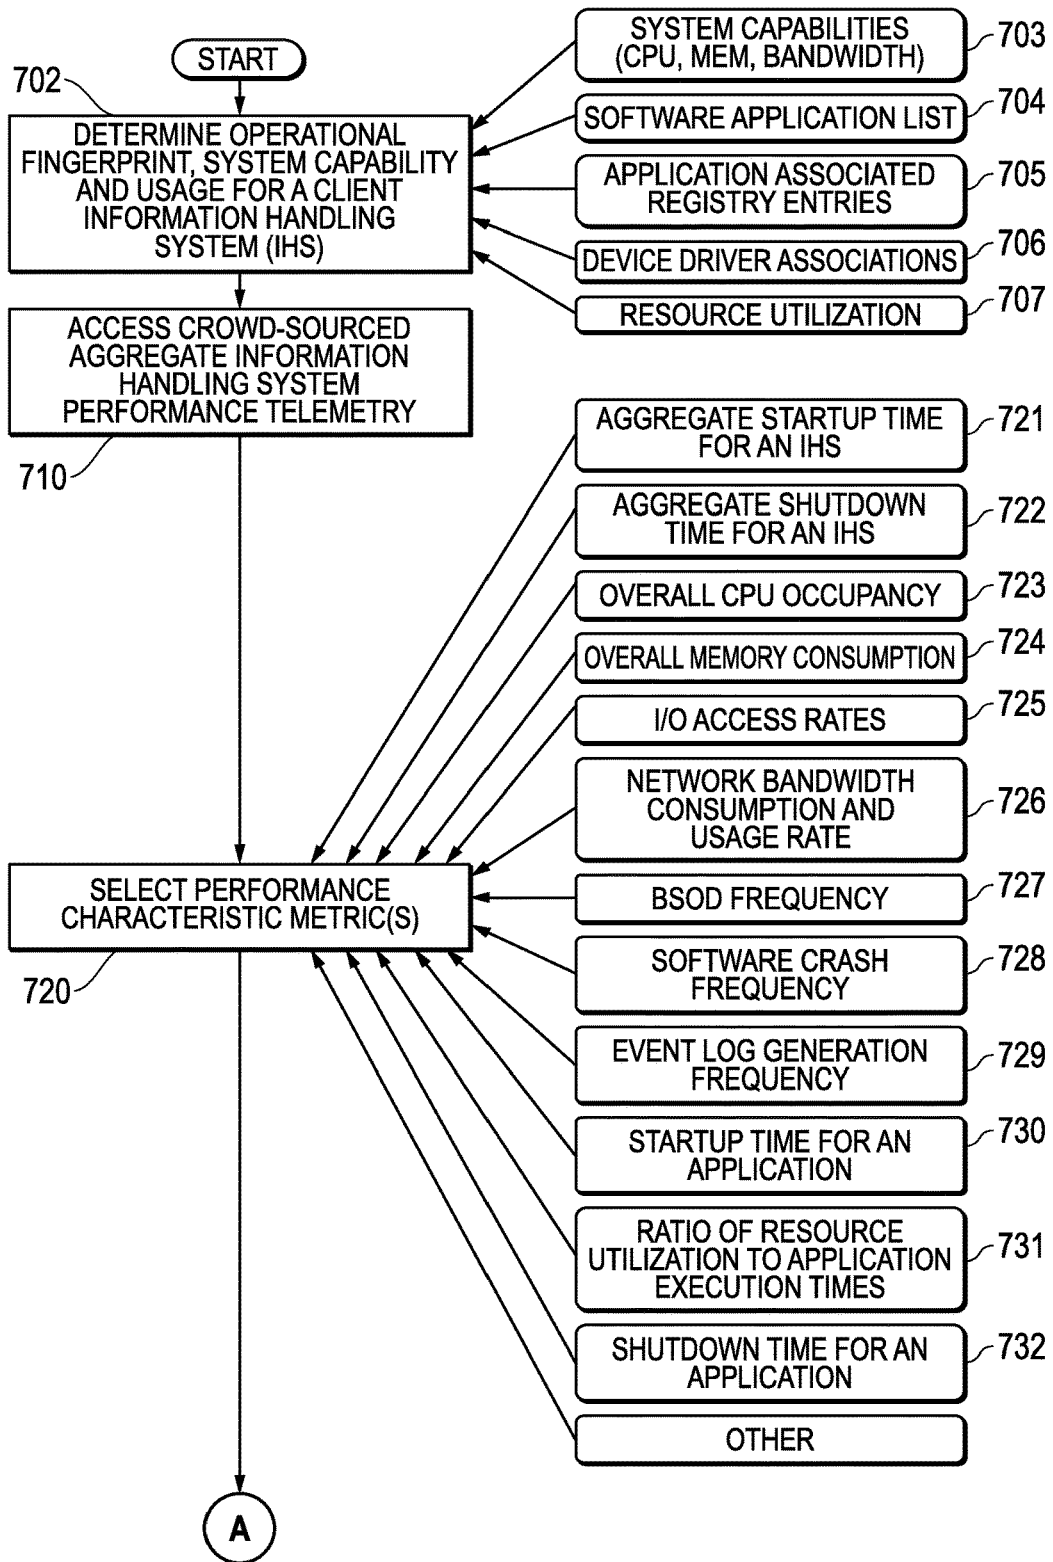 START
702
DETERMINE OPERATIONAL
FINGERPRINT, SYSTEM CAPABILITY
AND USAGE FOR A CLIENT
INFORMATION HANDLING
SYSTEM (IHS)
SYSTEM CAPABILITIES
(CPU, MEM, BANDWIDTH)
703
SOFTWARE APPLICATION LIST
704
APPLICATION ASSOCIATED
REGISTRY ENTRIES
705
DEVICE DRIVER ASSOCIATIONS
706
RESOURCE UTILIZATION
707
ACCESS CROWD-SOURCED
AGGREGATE INFORMATION
HANDLING SYSTEM
PERFORMANCE TELEMETRY
710
AGGREGATE STARTUP TIME
FOR AN IHS
721
AGGREGATE SHUTDOWN
TIME FOR AN IHS
722
OVERALL CPU OCCUPANCY
723
OVERALL MEMORY CONSUMPTION
724
I/O ACCESS RATES
725
NETWORK BANDWIDTH
CONSUMPTION AND
USAGE RATE
726
SELECT PERFORMANCE
CHARACTERISTIC METRIC(S)
720
BSOD FREQUENCY
727
SOFTWARE CRASH
FREQUENCY
728
EVENT LOG GENERATION
FREQUENCY
729
STARTUP TIME FOR AN
APPLICATION
730
RATIO OF RESOURCE
UTILIZATION TO APPLICATION
EXECUTION TIMES
731
SHUTDOWN TIME FOR AN
APPLICATION
732
OTHER
A